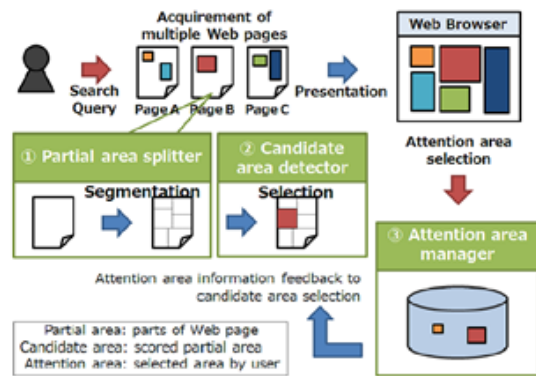 Acquirement of
multiple Web pages
Web Browser
Search
Query
Page A
Page B
Page C
Presentation
① Partial area splitter
Segmentation
② Candidate
area detector
Selection
Attention area
selection
③ Attention area
manager
Attention area information feedback to
candidate area selection
Partial area: parts of Web page
Candidate area: scored partial area
Attention area: selected area by user